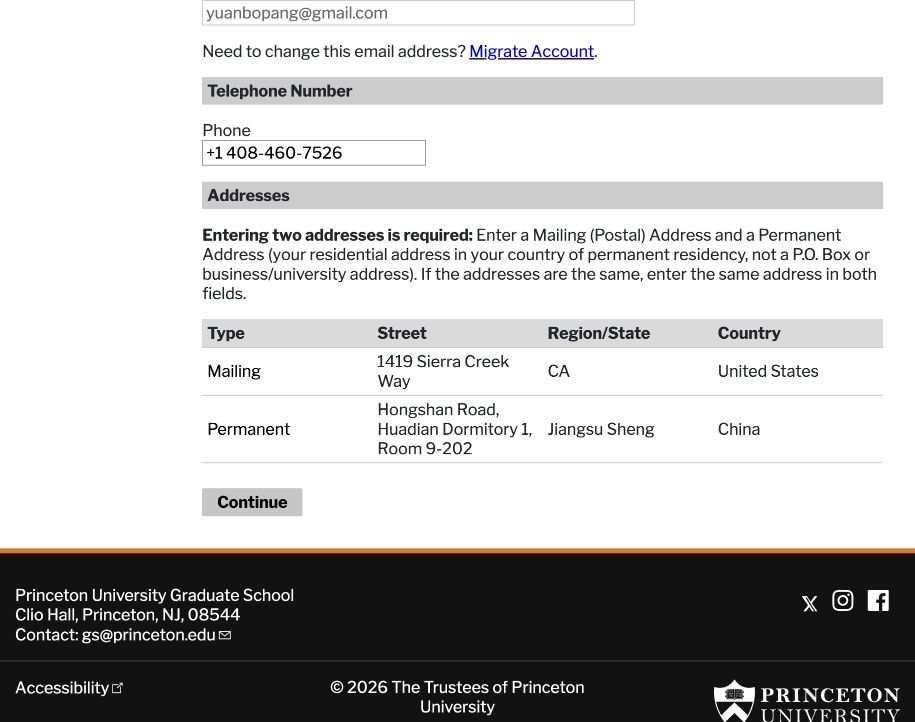 yuanbopang@gmail.com
Need to change this email address? Migrate Account.
Telephone Number
Phone
+1 408-460-7526
Addresses
Entering two addresses is required: Enter a Mailing (Postal) Address and a Permanent
Address (your residential address in your country of permanent residency, not a P.O. Box or
business/university address). If the addresses are the same, enter the same address in both
fields.
Type Street Region/State Country
Mailing 1419 Sierra Creek Way CA United States
Permanent Hongshan Road, Huadian Dormitory 1, Room 9-202 Jiangsu Sheng China
Continue
Princeton University Graduate School
Clio Hall, Princeton, NJ, 08544
Contact: gs@princeton.edu
Accessibility
© 2026 The Trustees of Princeton
University
PRINCETON
UNIVERSITY